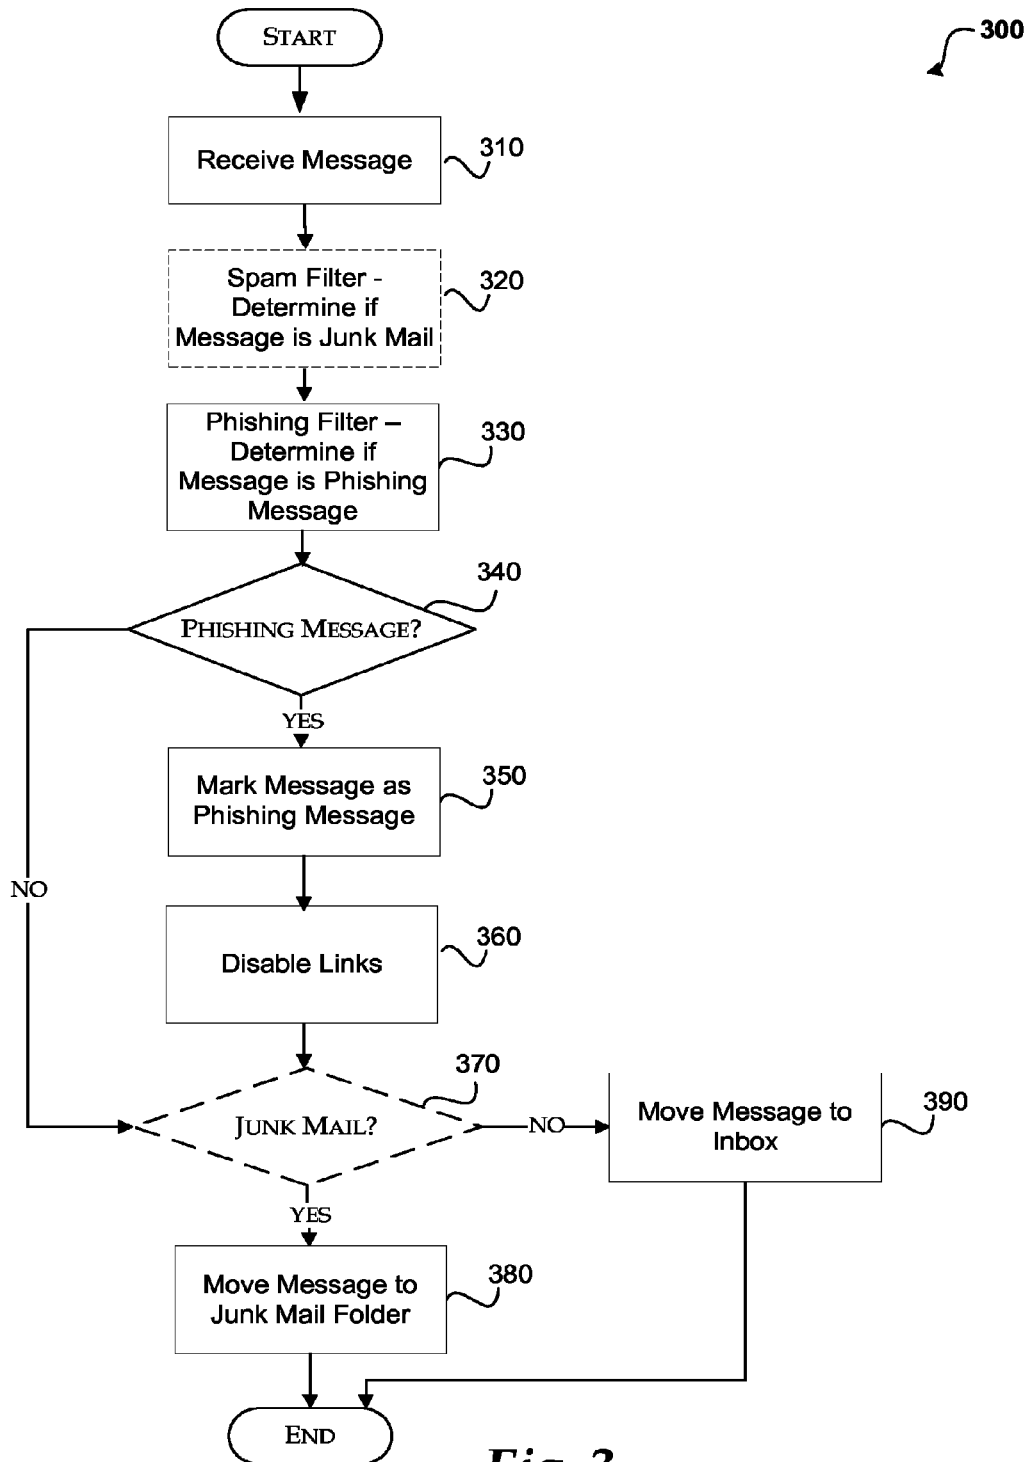 START
300
Receive Message
310
Spam Filter -
Determine if
Message is Junk Mail
320
Phishing Filter –
Determine if
Message is Phishing
Message
330
PHISHING MESSAGE?
340
YES
NO
Mark Message as
Phishing Message
350
Disable Links
360
JUNK MAIL?
370
NO
Move Message to
Inbox
390
YES
Move Message to
Junk Mail Folder
380
END
Fig. 3